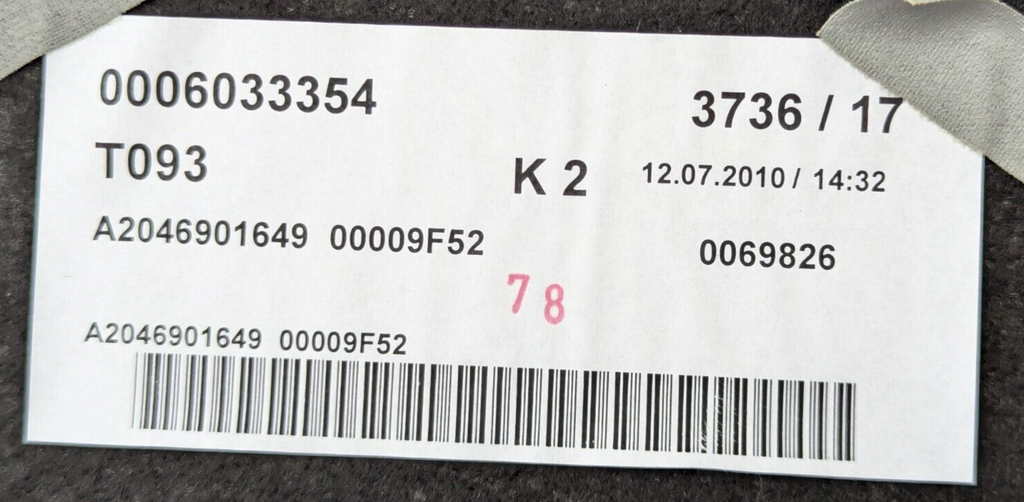 0006033354
3736 / 17
T093
K 2
12.07.2010 / 14:32
A2046901649 00009F52
0069826
78
A2046901649 00009F52